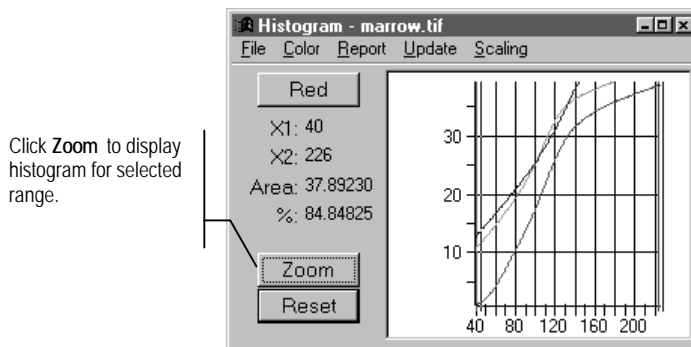 Histogram - marrow.tif
File Color Report Update Scaling
Red
X1: 40
X2: 226
Area: 37.89230
%: 84.84825
Zoom
Reset
Click Zoom to display
histogram for selected
range.
30
20
10
40 80 120 160 200